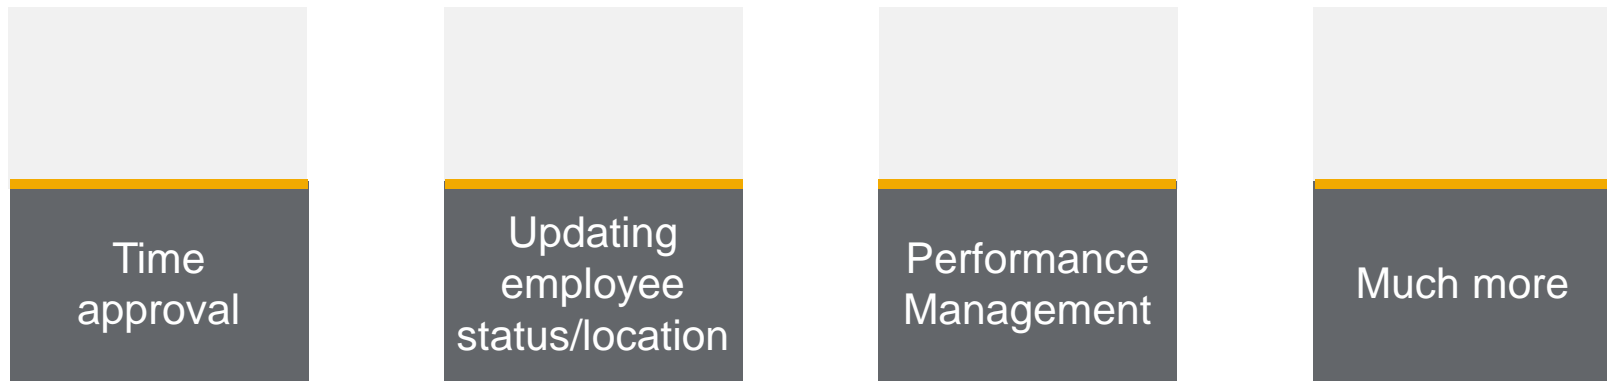 Time
approval
Updating
employee
status/location
Performance
Management
Much more